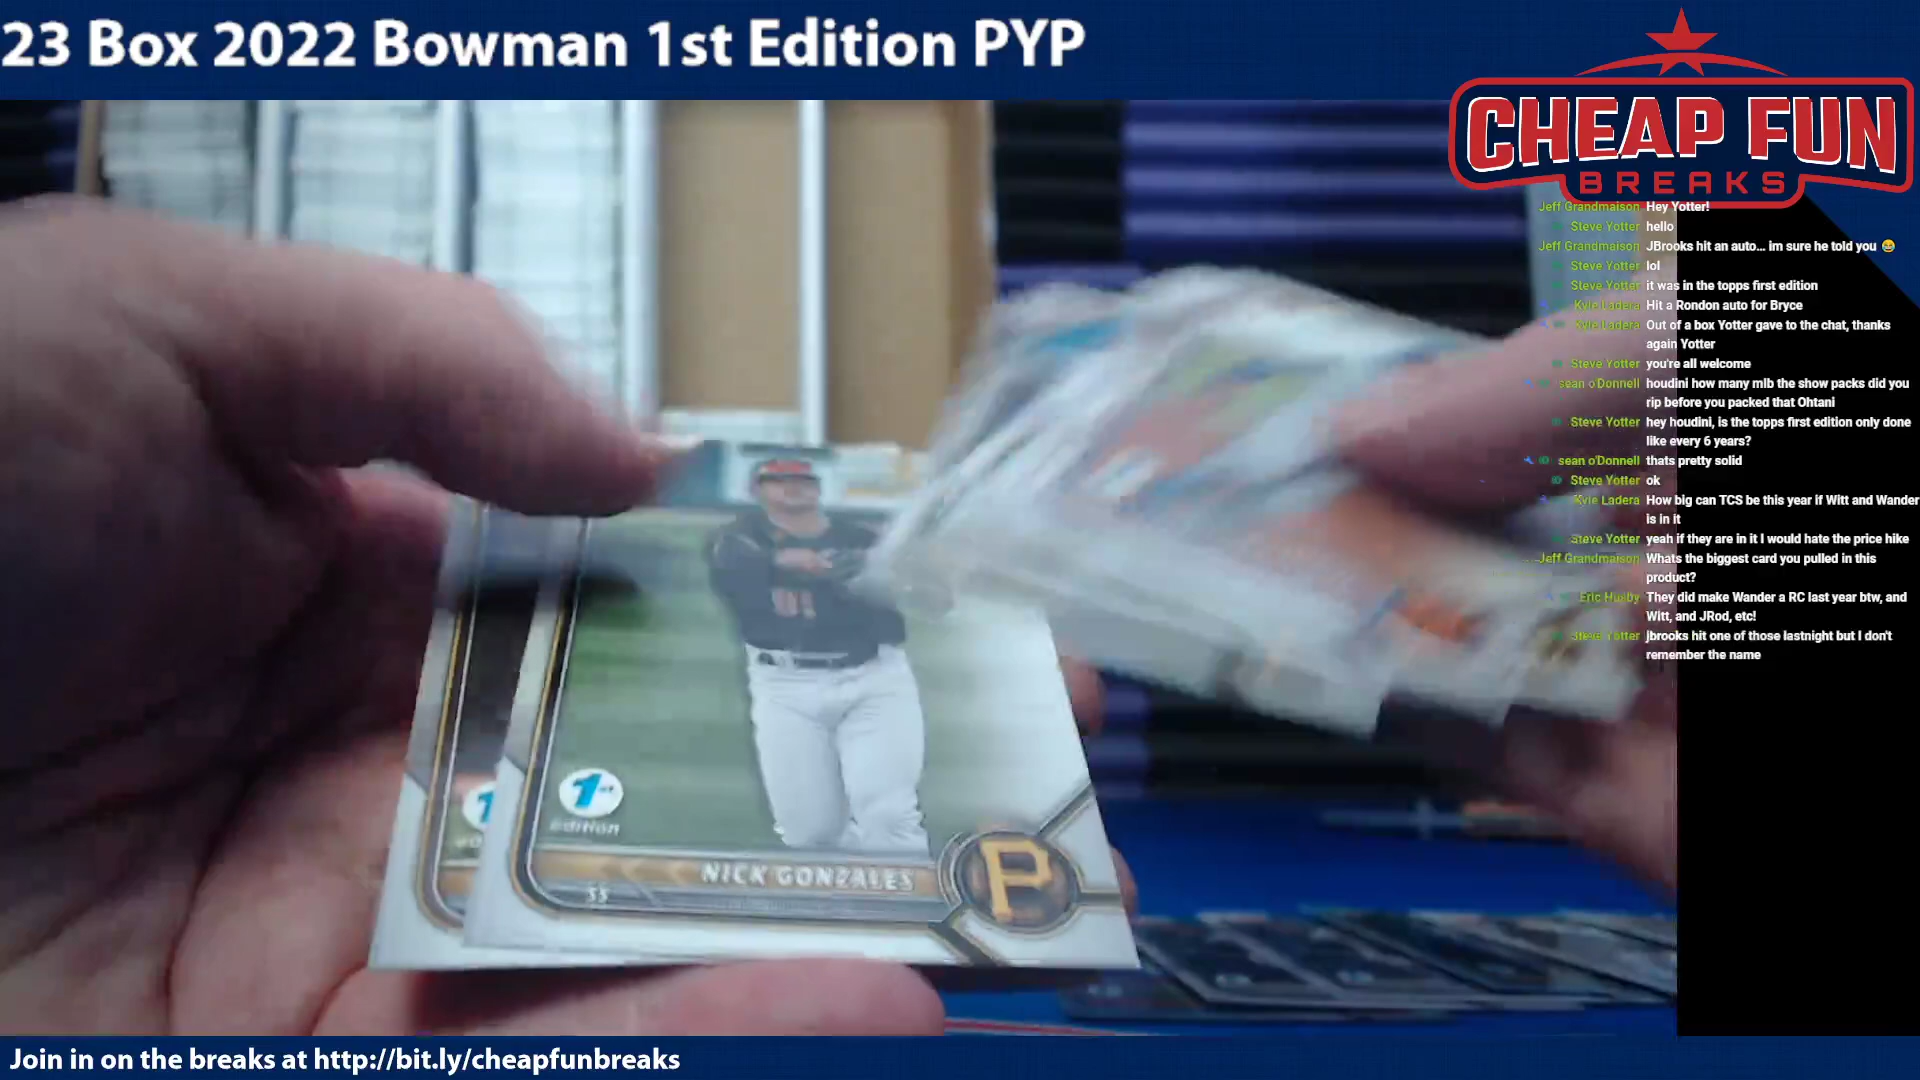 23 Box 2022 Bowman 1st Edition PYP
CHEAP FUN
BREAKS
Jeff Grandmaison Hey Yotter!
Steve Yotter hello
Jeff Grandmaison JBrooks hit an auto... im sure he told you 😂
Steve Yotter lol
Steve Yotter it was in the topps first edition
Kyle Ladera Hit a Rondon auto for Bryce
Kyle Ladera Out of a box Yotter gave to the chat, thanks
again Yotter
Steve Yotter you're all welcome
sean o'Donnell houdini how many mlb the show packs did you
rip before you packed that Ohtani
Steve Yotter hey houdini, is the topps first edition only done
like every 6 years?
sean o'Donnell thats pretty solid
Steve Yotter ok
Kyle Ladera How big can TCS be this year if Witt and Wander
is in it
Steve Yotter yeah if they are in it I would hate the price hike
Jeff Grandmaison Whats the biggest card you pulled in this
product?
Eric Husby They did make Wander a RC last year btw, and
Witt, and JRod, etc!
Steve Yotter jbrooks hit one of those lastnight but I don't
remember the name
1st
edition
NICK GONZALES
SS
P
Join in on the breaks at http://bit.ly/cheapfunbreaks